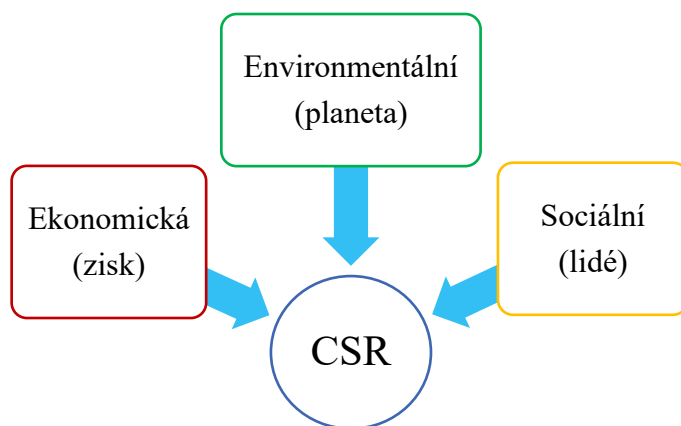 Environmentální
(planeta)
Ekonomická
(zisk)
Sociální
(lidé)
CSR